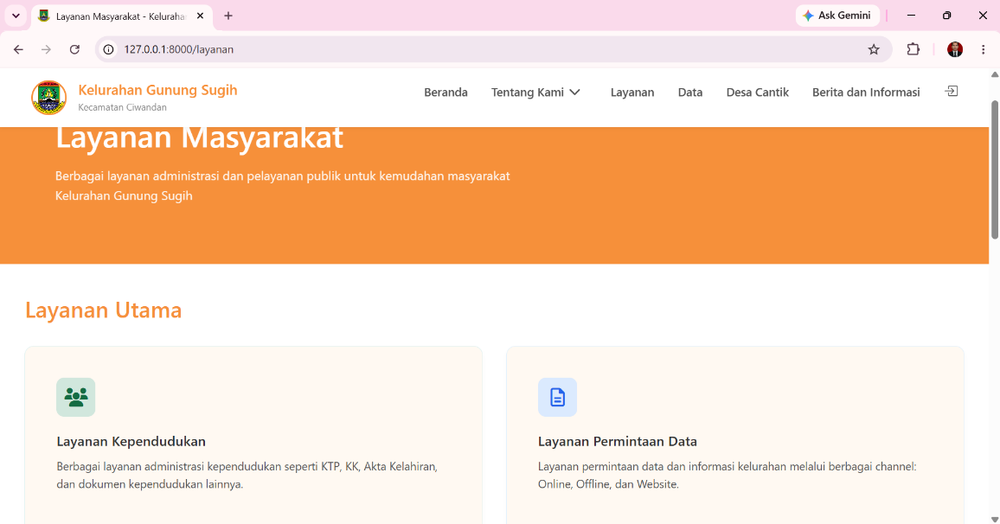 Layanan Masyarakat - Keluraha
Ask Gemini
127.0.0.1:8000/layanan
Kelurahan Gunung Sugih
Kecamatan Ciwandan
Beranda Tentang Kami Layanan Data Desa Cantik Berita dan Informasi
Layanan Masyarakat
Berbagai layanan administrasi dan pelayanan publik untuk kemudahan masyarakat
Kelurahan Gunung Sugih
Layanan Utama
Layanan Kependudukan
Berbagai layanan administrasi kependudukan seperti KTP, KK, Akta Kelahiran,
dan dokumen kependudukan lainnya.
Layanan Permintaan Data
Layanan permintaan data dan informasi kelurahan melalui berbagai channel:
Online, Offline, dan Website.